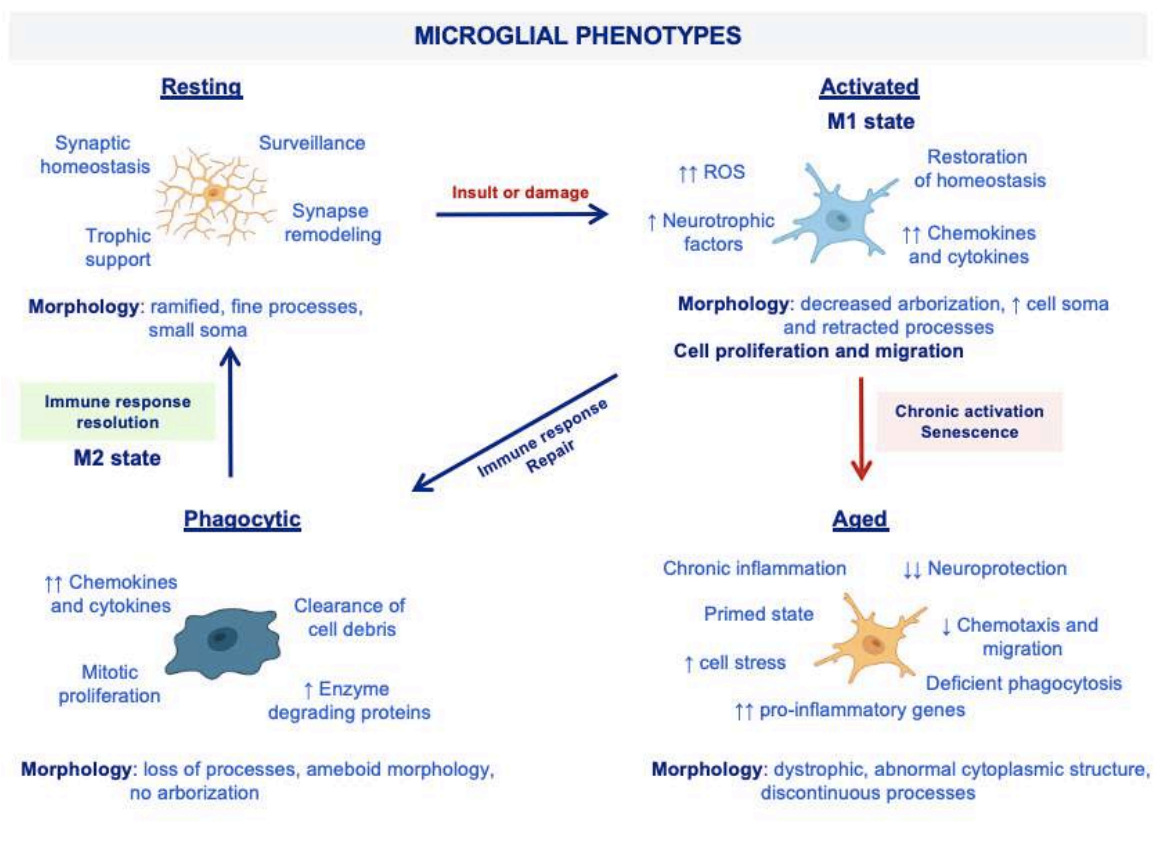 MICROGLIAL PHENOTYPES
Resting
Synaptic
homeostasis
Surveillance
Trophic
support
Synapse
remodeling
Morphology: ramified, fine processes,
small soma
Insult or damage
Activated
M1 state
↑↑ ROS
Restoration
of homeostasis
↑ Neurotrophic
factors
↑↑ Chemokines
and cytokines
Morphology: decreased arborization, ↑ cell soma
and retracted processes
Cell proliferation and migration
Immune response
resolution
M2 state
Immune response
Repair
Chronic activation
Senescence
Phagocytic
↑↑ Chemokines
and cytokines
Clearance of
cell debris
Mitotic
proliferation
↑ Enzyme
degrading proteins
Morphology: loss of processes, ameboid morphology,
no arborization
Aged
Chronic inflammation
↓↓ Neuroprotection
Primed state
↓ Chemotaxis and
migration
↑ cell stress
Deficient phagocytosis
↑↑ pro-inflammatory genes
Morphology: dystrophic, abnormal cytoplasmic structure,
discontinuous processes